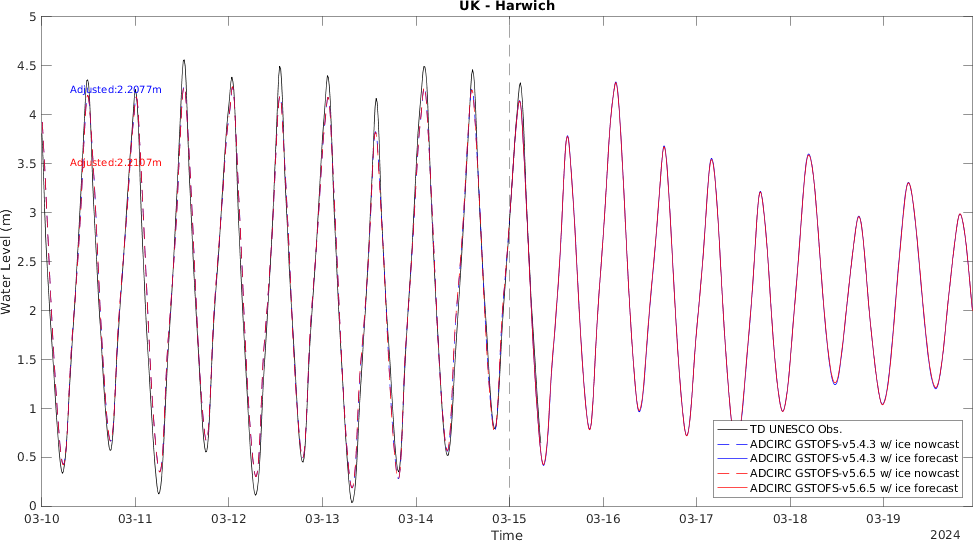 UK - Harwich
5
4.5
4
3.5
3
2.5
2
1.5
1
0.5
0
Water Level (m)
Adjusted:2.2077m
Adjusted:2.2107m
TD UNESCO Obs.
ADCIRC GSTOFS-v5.4.3 w/ ice nowcast
ADCIRC GSTOFS-v5.4.3 w/ ice forecast
ADCIRC GSTOFS-v5.6.5 w/ ice nowcast
ADCIRC GSTOFS-v5.6.5 w/ ice forecast
03-10 03-11 03-12 03-13 03-14 03-15 03-16 03-17 03-18 03-19
Time
2024